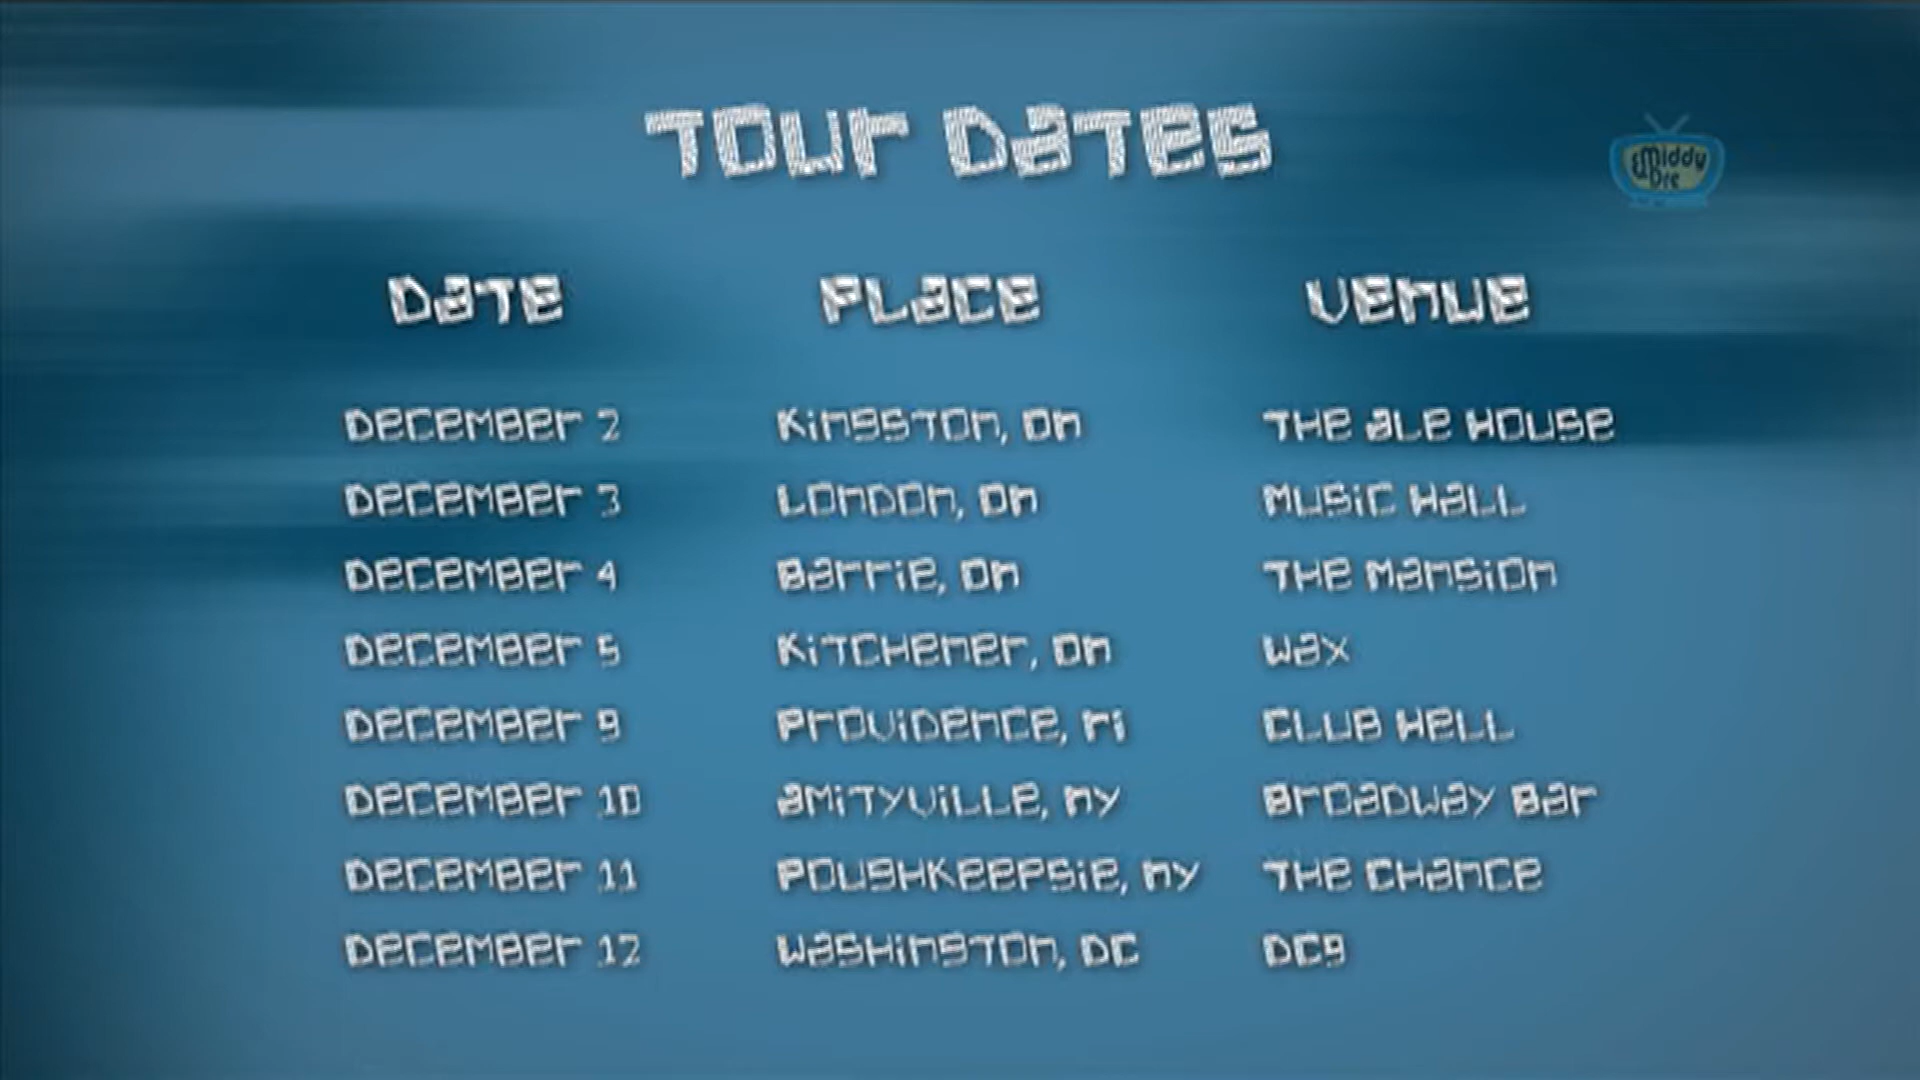 Tour Dates
Middy
& Dre
Date Place Venue
December 2 Kingston, ON The Ale House
December 3 London, ON Music Hall
December 4 Barrie, ON The Mansion
December 5 Kitchener, ON Wax
December 9 Providence, RI Club Hell
December 10 Amityville, NY Broadway Bar
December 11 Poughkeepsie, NY The Chance
December 12 Washington, DC DC9